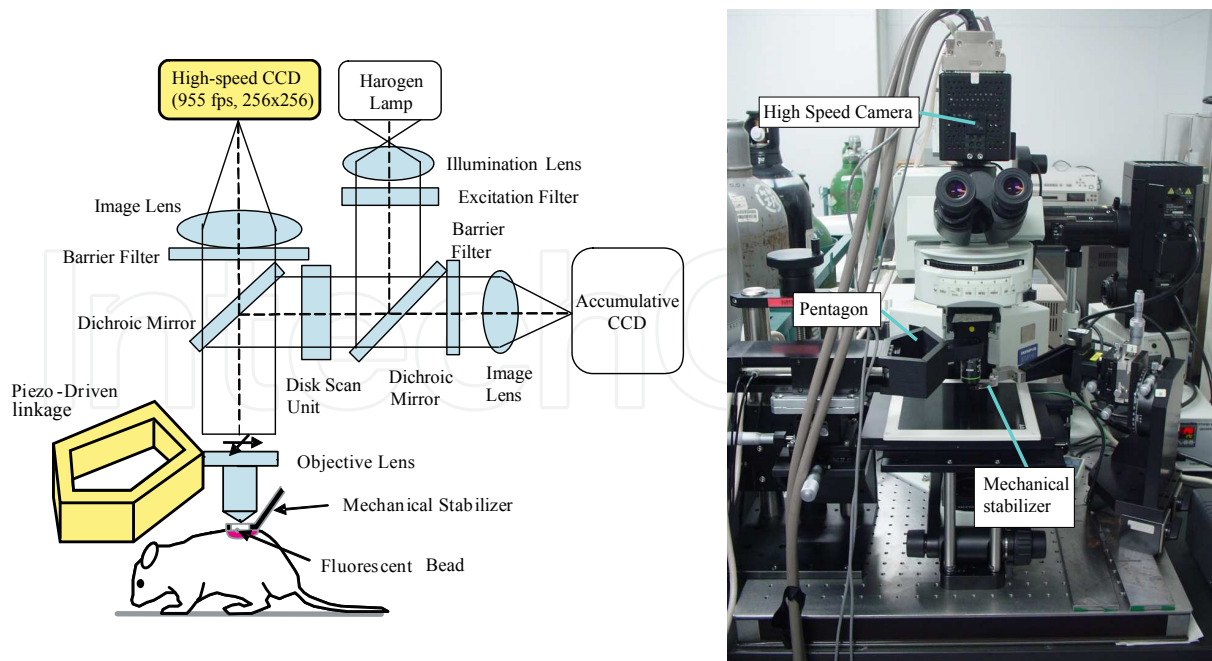 High-speed CCD
(955 fps, 256x256)
Harogen
Lamp
Illumination Lens
Excitation Filter
Image Lens
Barrier Filter
Barrier
Filter
Dichroic Mirror
Accumulative
CCD
Disk Scan
Unit
Dichroic
Mirror
Image
Lens
Piezo-Driven
linkage
Objective Lens
Mechanical Stabilizer
Fluorescent Bead
High Speed Camera
Pentagon
Mechanical
stabilizer